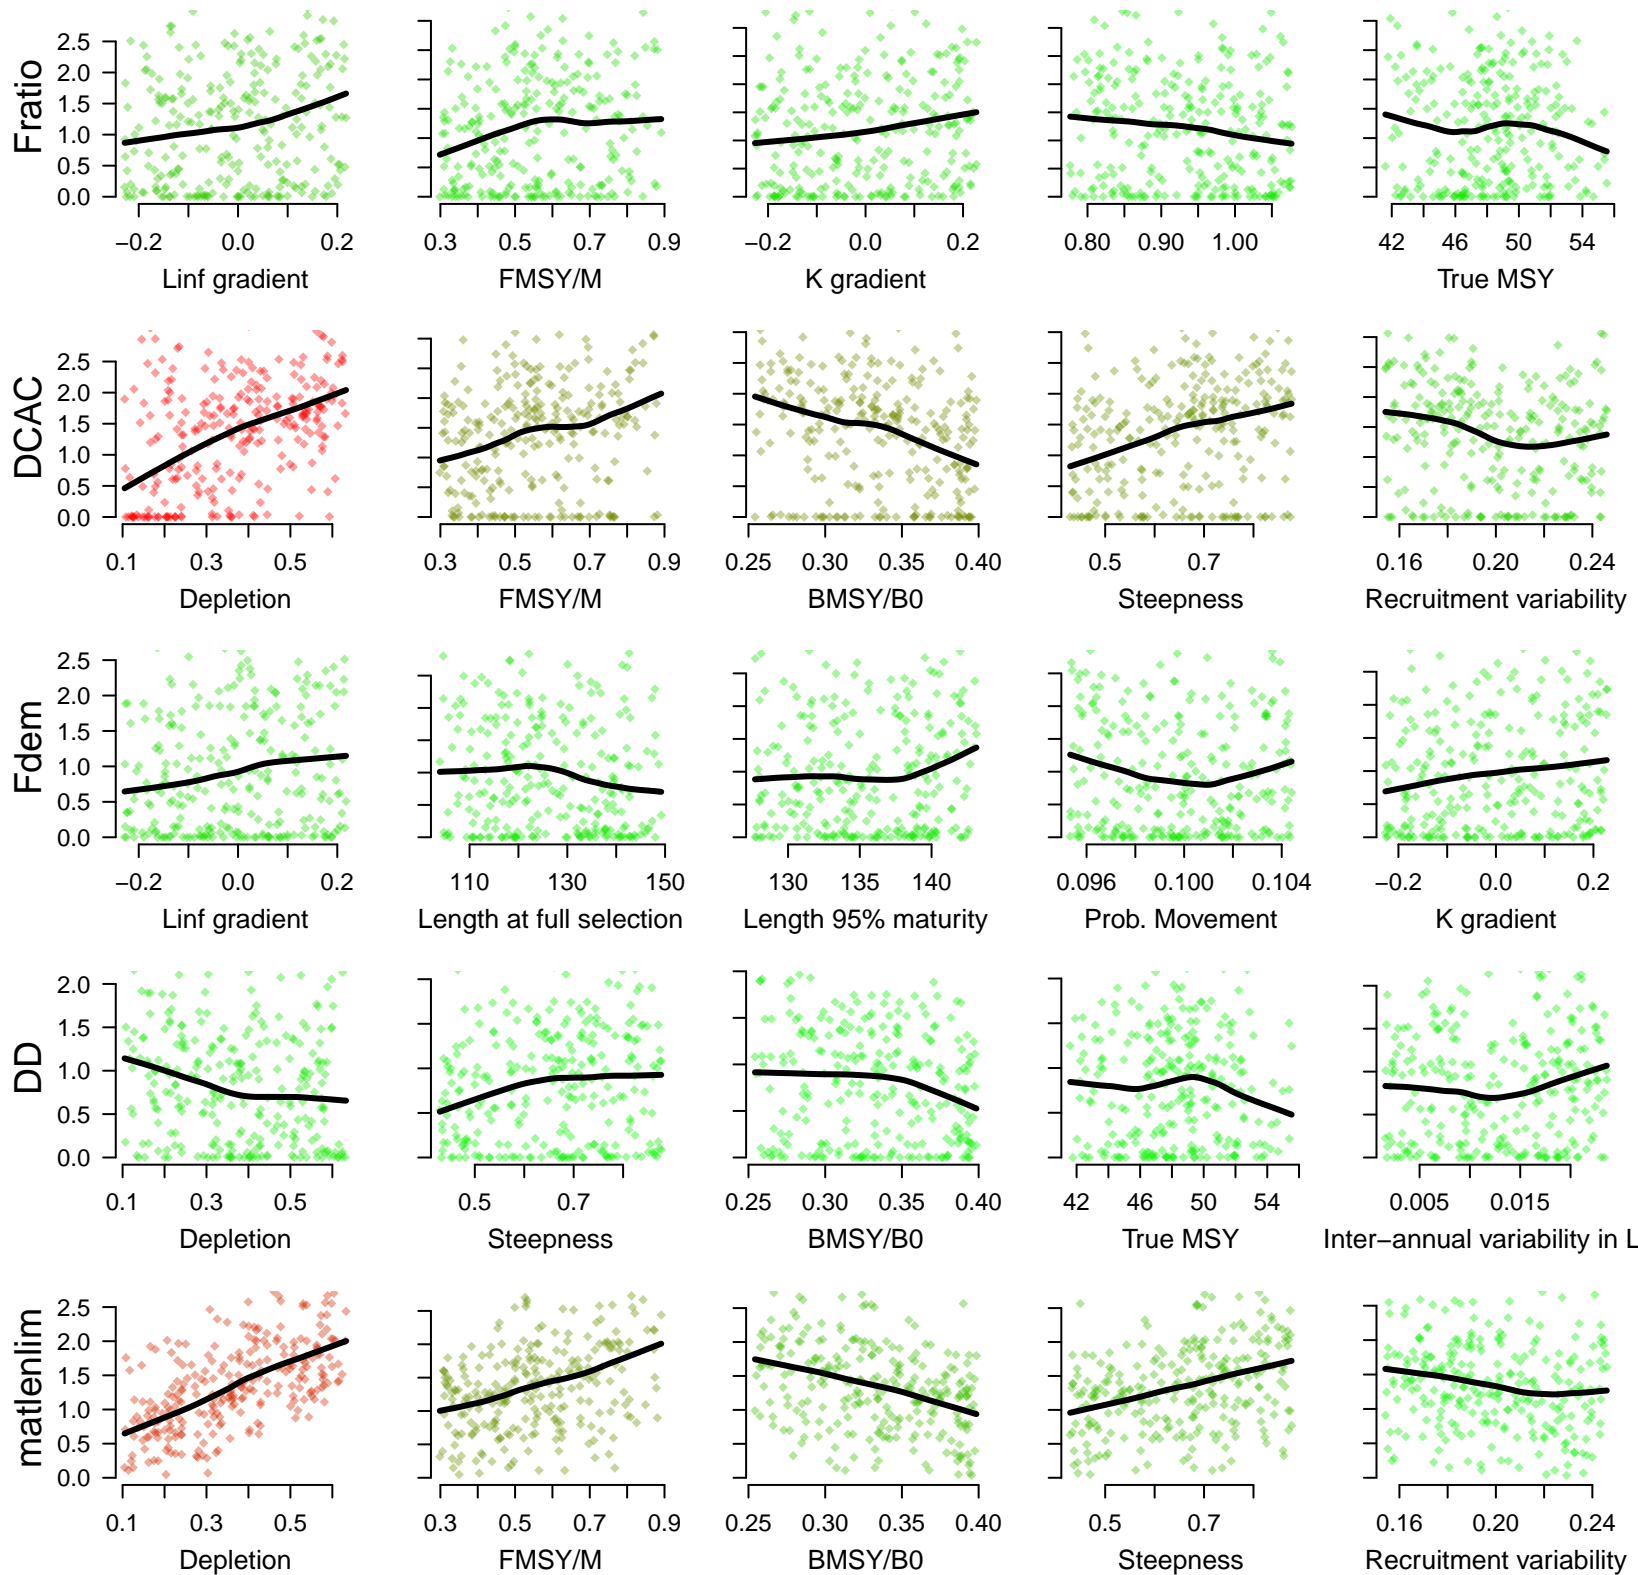 Fratio
2.5
2.0
1.5
1.0
0.5
0.0
−0.2 0.0 0.2 0.3 0.5 0.7 0.9 −0.2 0.0 0.2 0.80 0.90 1.00 42 46 50 54
Linf gradient FMSY/M K gradient True MSY
DCAC
2.5
2.0
1.5
1.0
0.5
0.0
0.1 0.3 0.5 0.3 0.5 0.7 0.9 0.25 0.30 0.35 0.40 0.5 0.7 0.16 0.20 0.24
Depletion FMSY/M BMSY/B0 Steepness Recruitment variability
Fdem
2.5
2.0
1.5
1.0
0.5
0.0
−0.2 0.0 0.2 110 130 150 130 135 140 0.096 0.100 0.104 −0.2 0.0 0.2
Linf gradient Length at full selection Length 95% maturity Prob. Movement K gradient
DD
2.0
1.5
1.0
0.5
0.0
0.1 0.3 0.5 0.5 0.7 0.25 0.30 0.35 0.40 42 46 50 54 0.005 0.015
Depletion Steepness BMSY/B0 True MSY Inter−annual variability in L
matlenlim
2.5
2.0
1.5
1.0
0.5
0.0
0.1 0.3 0.5 0.3 0.5 0.7 0.9 0.25 0.30 0.35 0.40 0.5 0.7 0.16 0.20 0.24
Depletion FMSY/M BMSY/B0 Steepness Recruitment variability